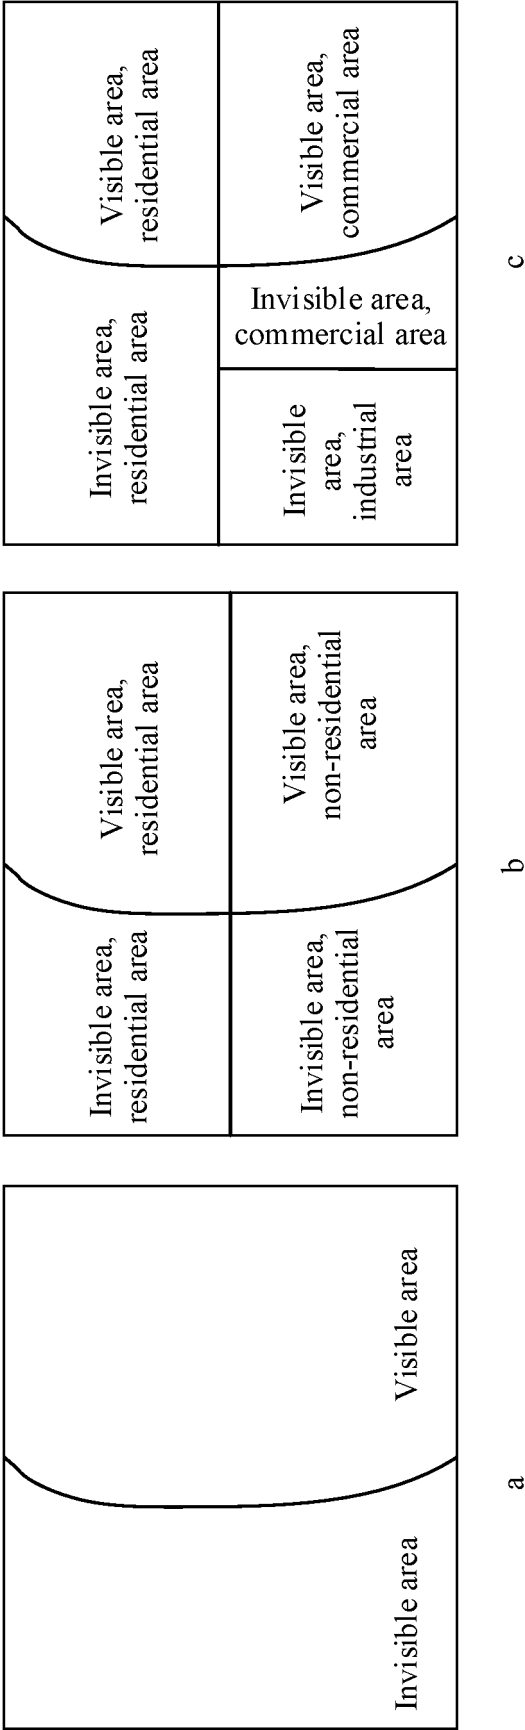 Invisible area
Visible area
a
Invisible area,
residential area
Visible area,
residential area
Invisible area,
non-residential
area
Visible area,
non-residential
area
b
Invisible area,
residential area
Visible area,
residential area
Invisible
area,
industrial
area
Invisible area,
commercial area
Visible area,
commercial area
c